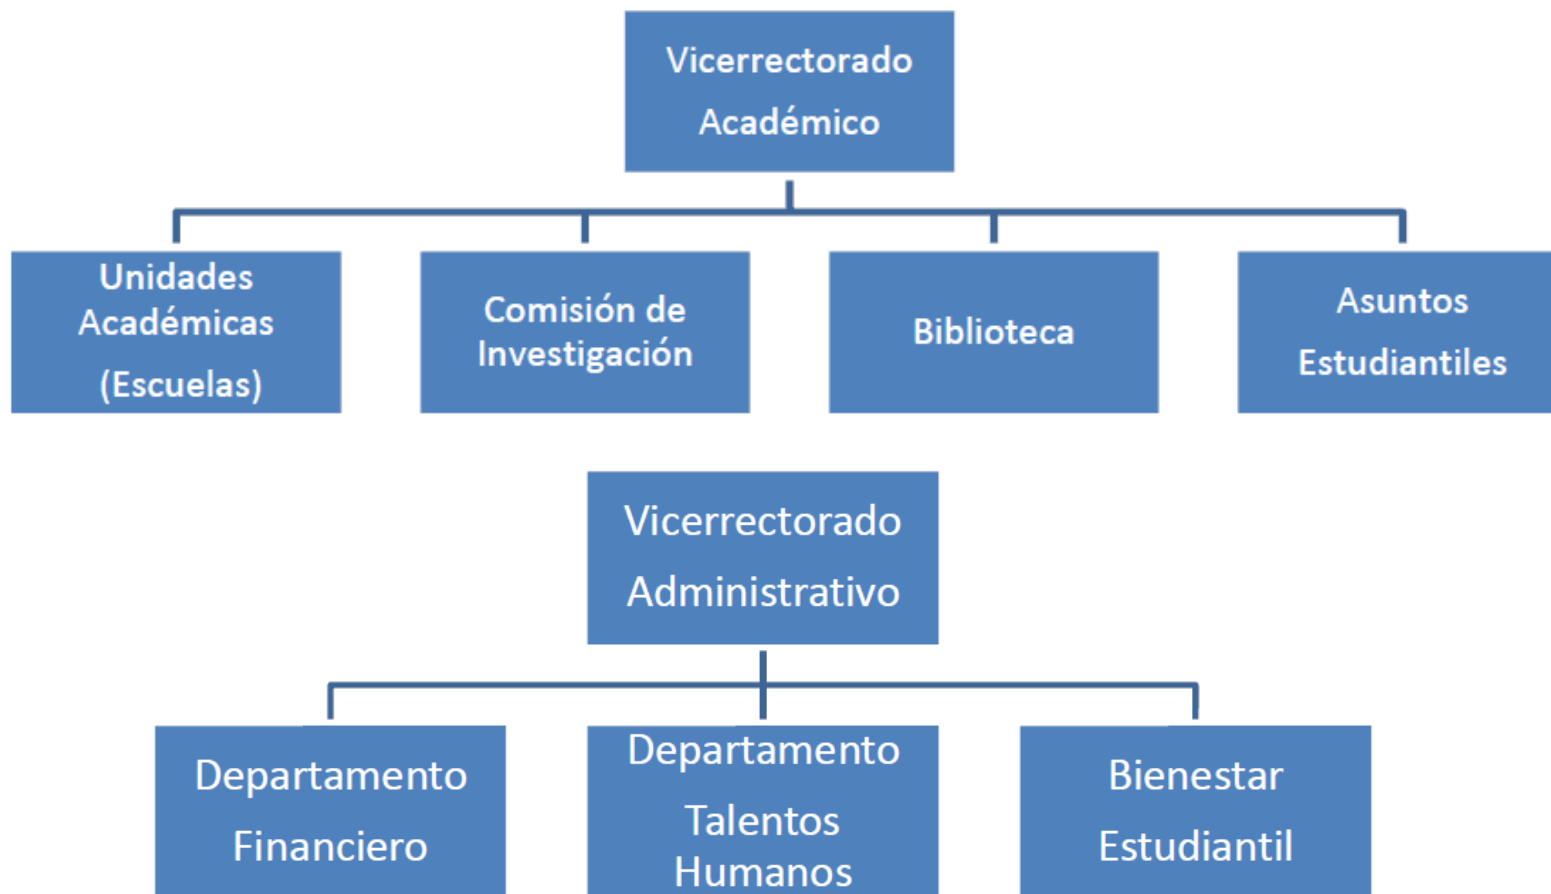 Vicerrectorado
Académico
Unidades
Académicas
(Escuelas)
Comisión de
Investigación
Biblioteca
Asuntos
Estudiantiles
Vicerrectorado
Administrativo
Departamento
Financiero
Departamento
Talentos
Humanos
Bienestar
Estudiantil